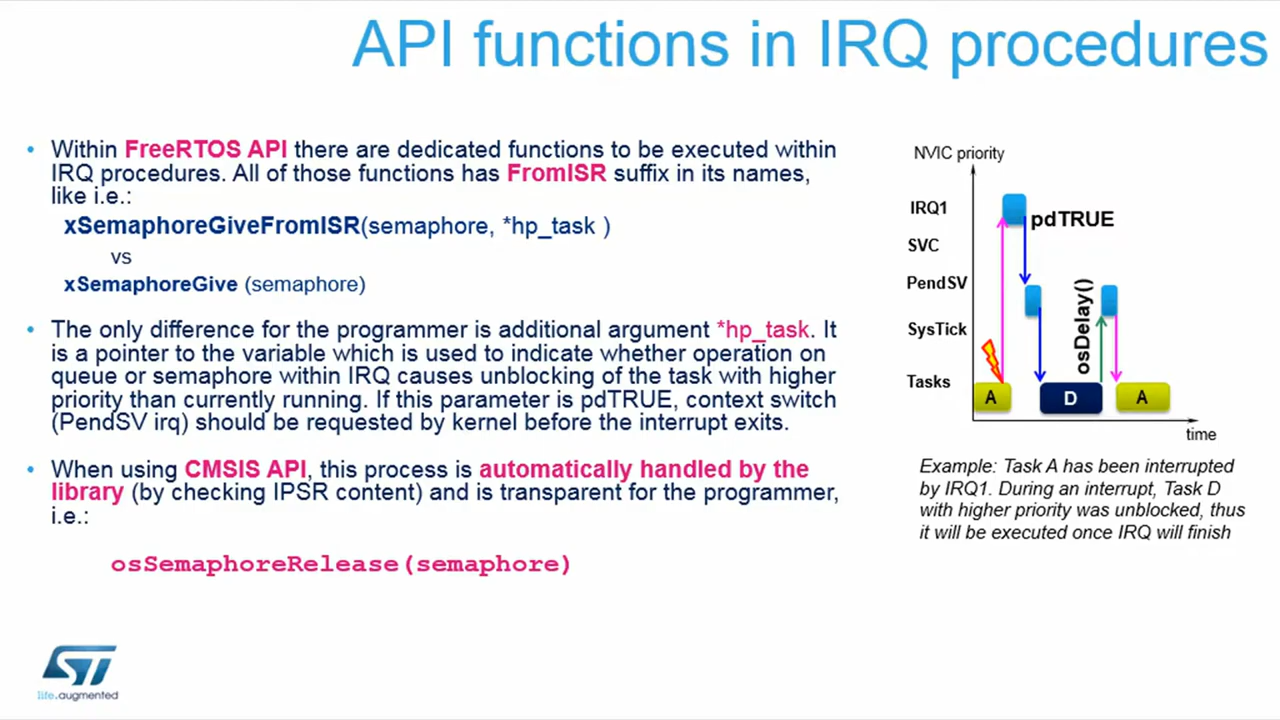 API functions in IRQ procedures
• Within FreeRTOS API there are dedicated functions to be executed within
IRQ procedures. All of those functions has FromISR suffix in its names,
like i.e.:
xSemaphoreGiveFromISR(semaphore, *hp_task )
vs
xSemaphoreGive (semaphore)
• The only difference for the programmer is additional argument *hp_task. It
is a pointer to the variable which is used to indicate whether operation on
queue or semaphore within IRQ causes unblocking of the task with higher
priority than currently running. If this parameter is pdTRUE, context switch
(PendSV irq) should be requested by kernel before the interrupt exits.
• When using CMSIS API, this process is automatically handled by the
library (by checking IPSR content) and is transparent for the programmer,
i.e.:
osSemaphoreRelease(semaphore)
NVIC priority
IRQ1
pdTRUE
SVC
PendSV
osDelay()
SysTick
Tasks
A
D
A
time
Example: Task A has been interrupted
by IRQ1. During an interrupt, Task D
with higher priority was unblocked, thus
it will be executed once IRQ will finish
ST
life.augmented